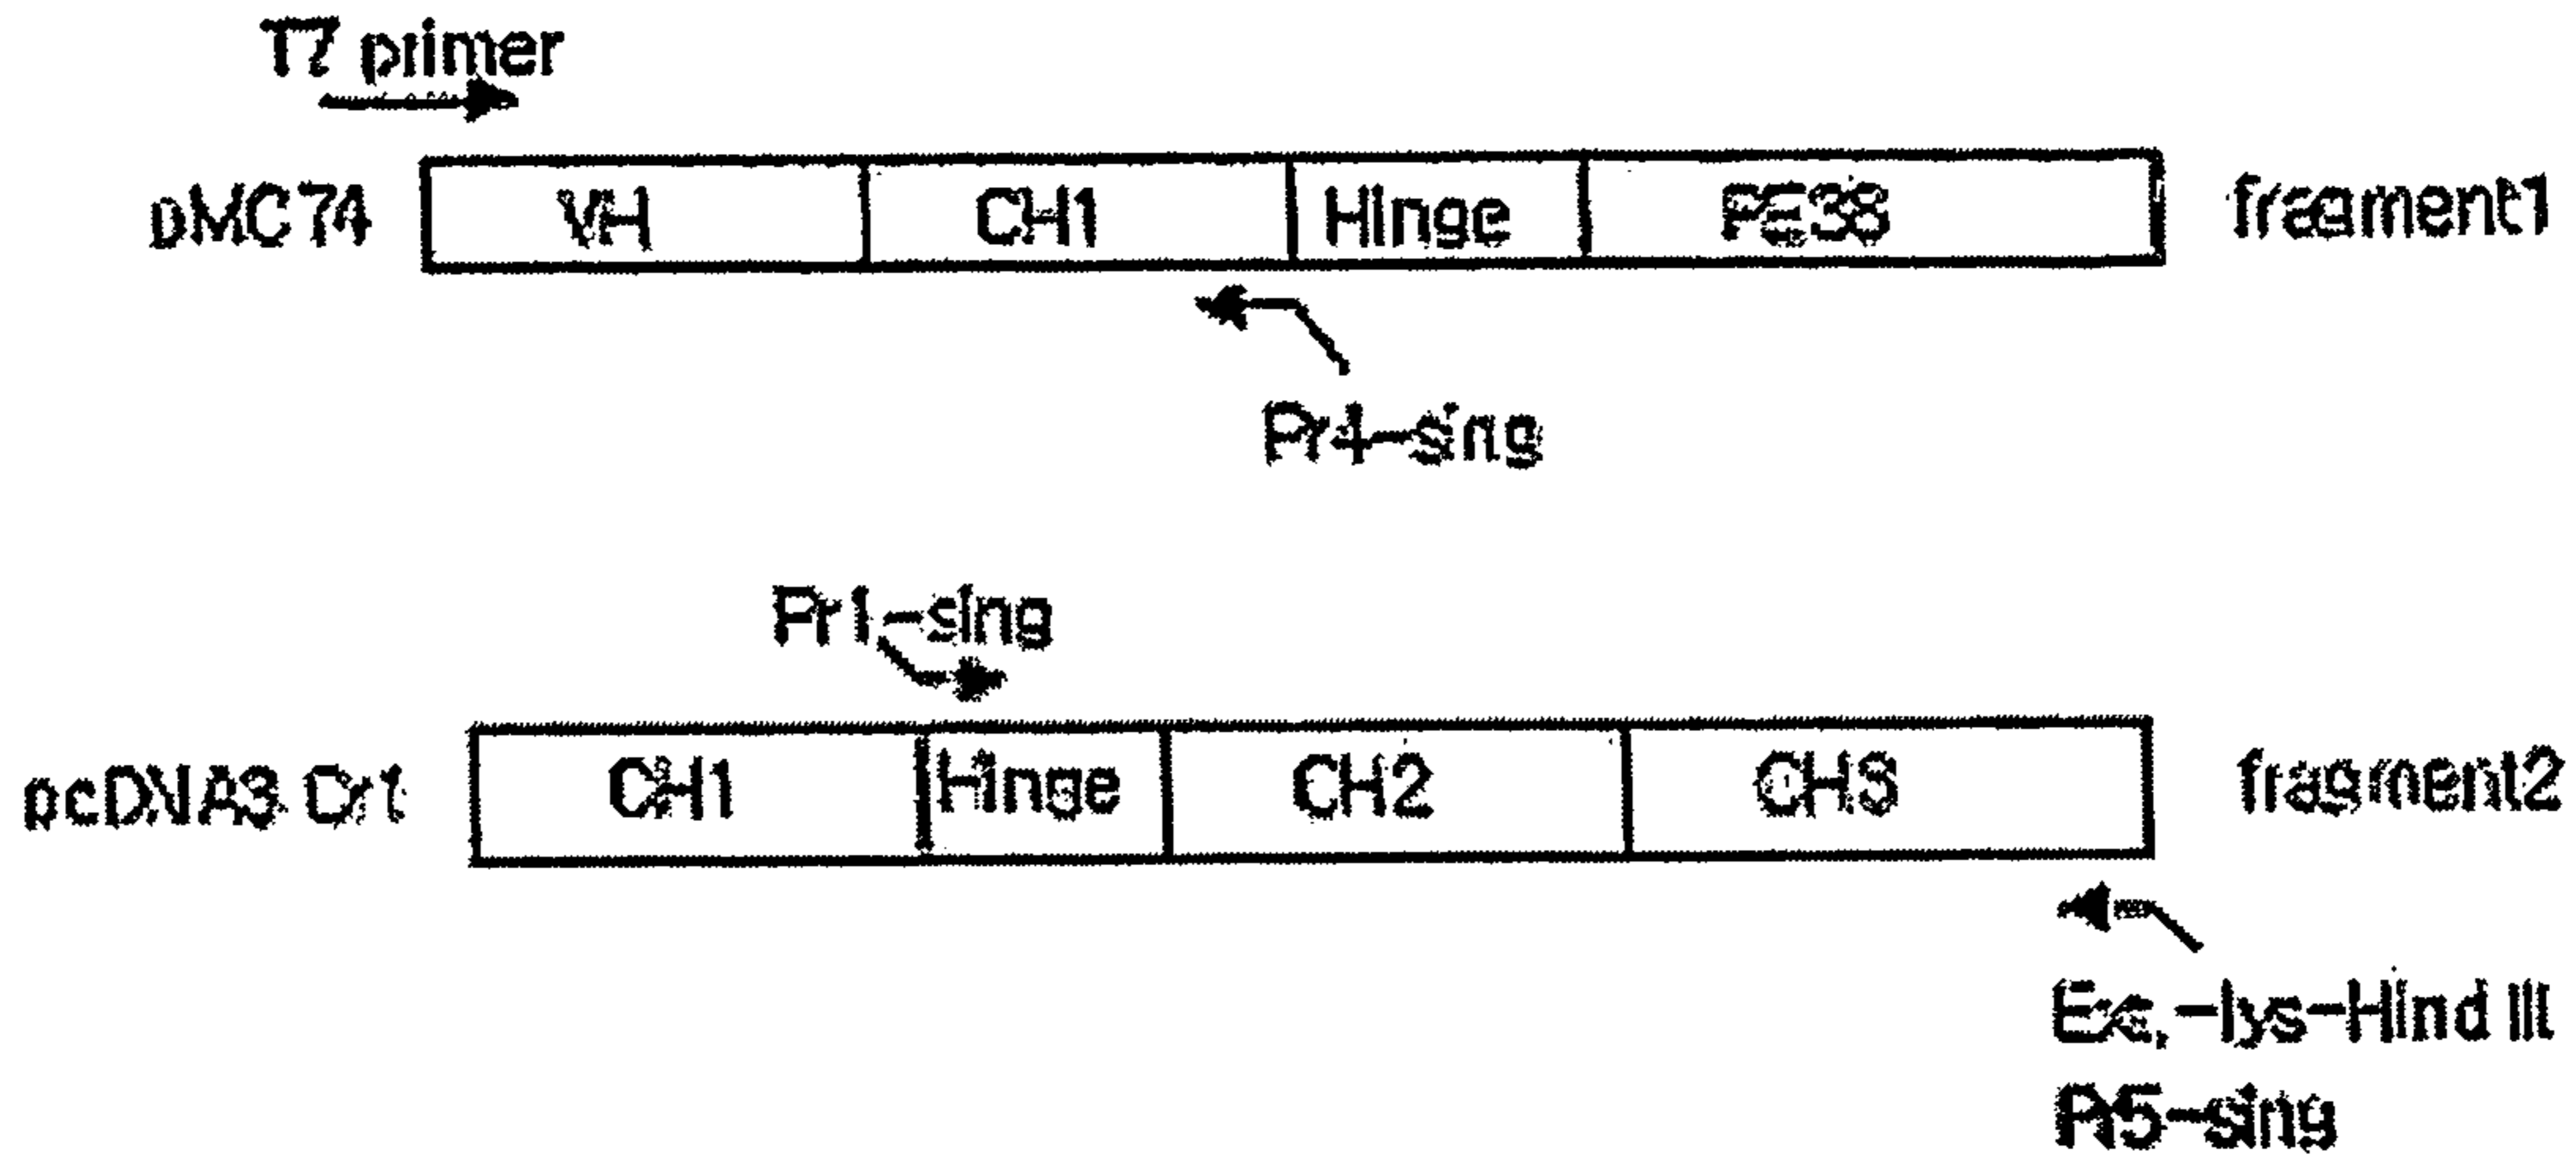 T7 primer
pMC74 VH CH1 Hinge PE38 fragment1
Pr4-sing
Pr1-sing
pcDNA3 Crt CH1 Hinge CH2 CH3 fragment2
-lys-Hind III
Pr5-sing